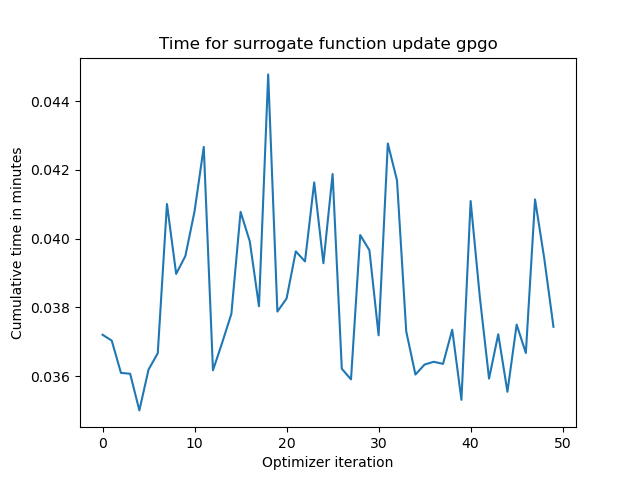 Time for surrogate function update gpgo
Cumulative time in minutes
0.044
0.042
0.040
0.038
0.036
0 10 20 30 40 50
Optimizer iteration